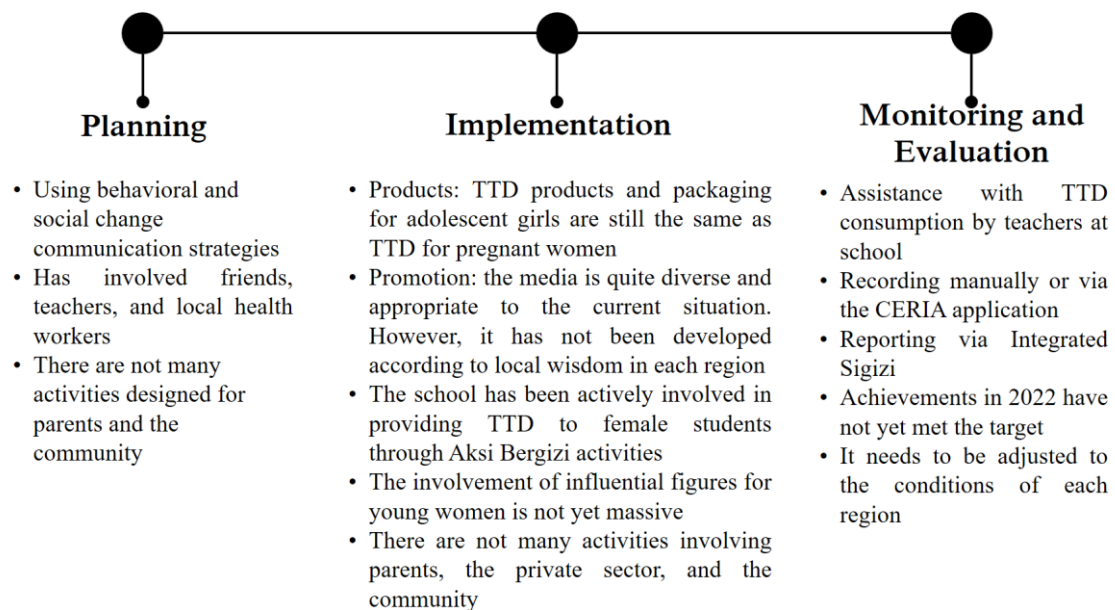 Planning
• Using behavioral and
social change
communication strategies
• Has involved friends,
teachers, and local health
workers
• There are not many
activities designed for
parents and the
community
Implementation
• Products: TTD products and packaging
for adolescent girls are still the same as
TTD for pregnant women
• Promotion: the media is quite diverse and
appropriate to the current situation.
However, it has not been developed
according to local wisdom in each region
• The school has been actively involved in
providing TTD to female students
through Aksi Bergizi activities
• The involvement of influential figures for
young women is not yet massive
• There are not many activities involving
parents, the private sector, and the
community
Monitoring and
Evaluation
• Assistance with TTD
consumption by teachers at
school
• Recording manually or via
the CERIA application
• Reporting via Integrated
Sigizi
• Achievements in 2022 have
not yet met the target
• It needs to be adjusted to
the conditions of each
region